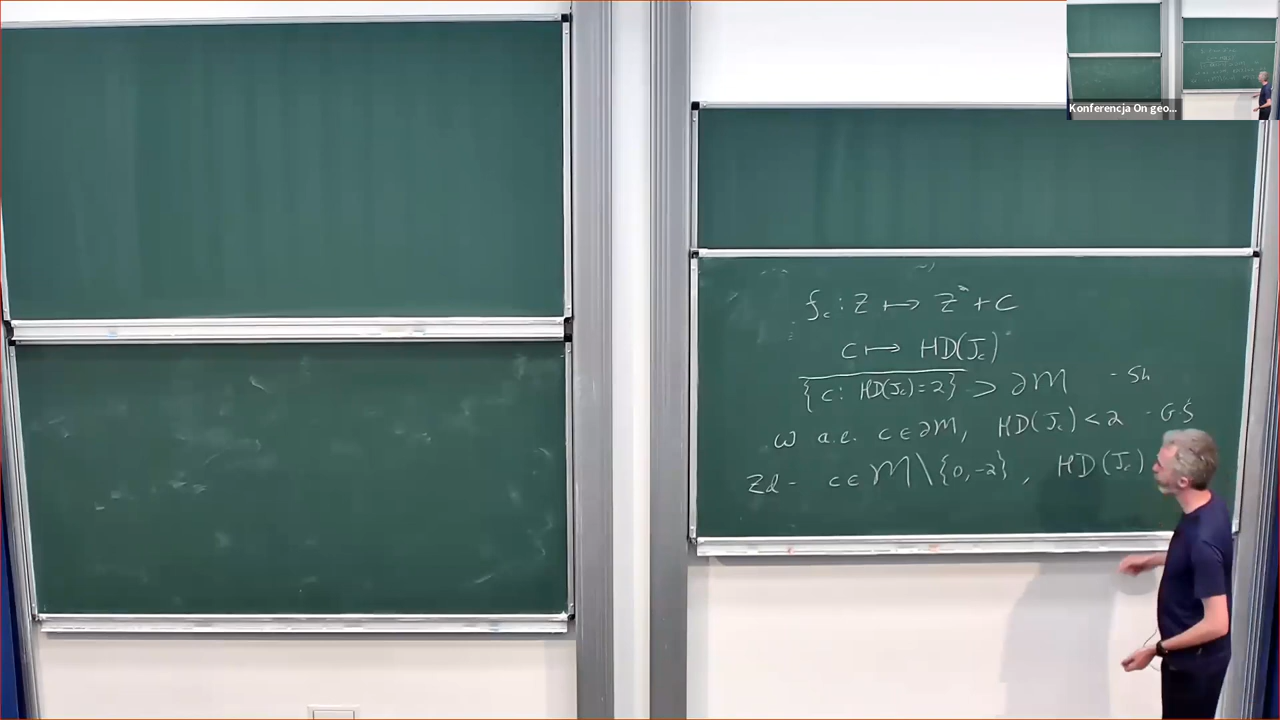 Konferencja On geo...
f_c : z ↦ z² + c
c ↦ HD(J_c)
{c : HD(J_c) = 2} ⊃ ∂M - Sh
ω a.e. c ∈ ∂M, HD(J_c) < 2 - G.Ś
Zd - c ∈ M \ {0, -2}, HD(J_c)